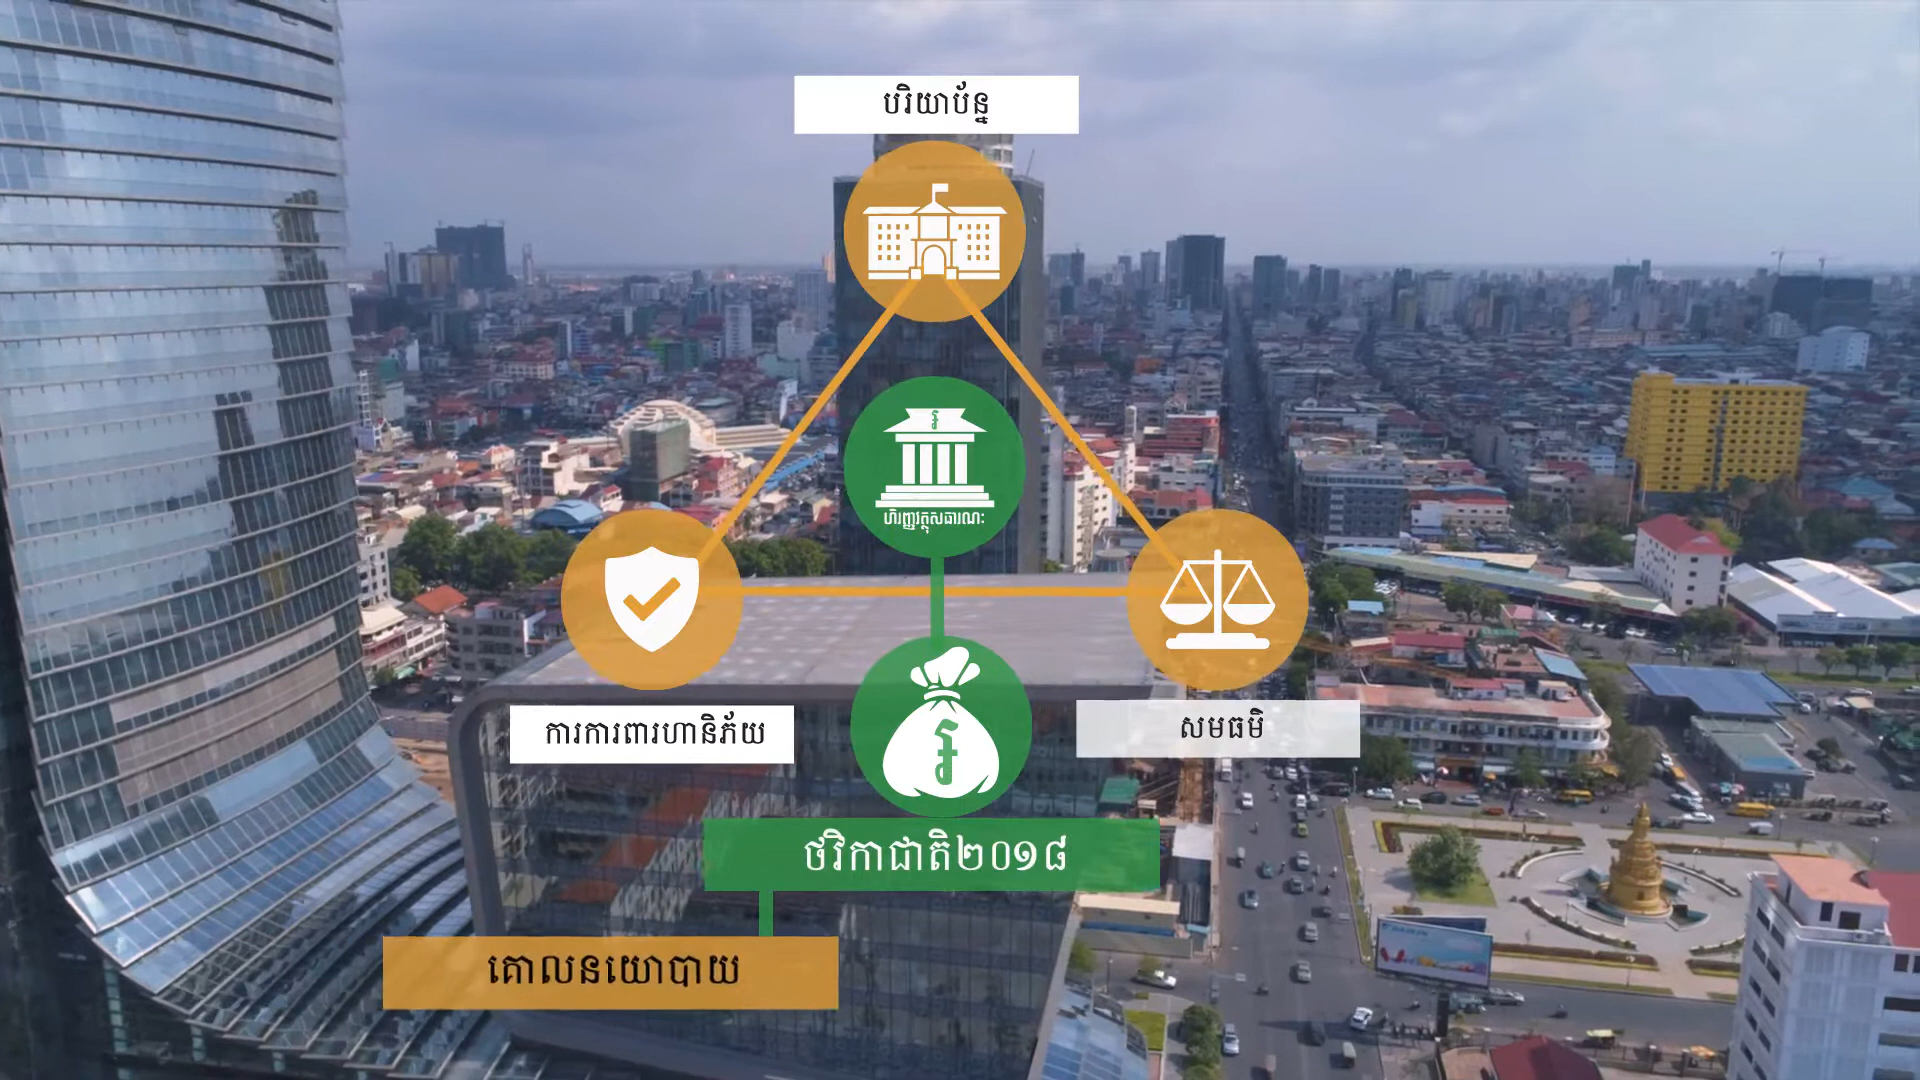 បរិយាប័ន្ន
ហិរញ្ញវត្ថុសាធារណៈ
ការការពារហានិភ័យ
សមធម៌
ថវិកាជាតិ២០១៨
គោលនយោបាយ